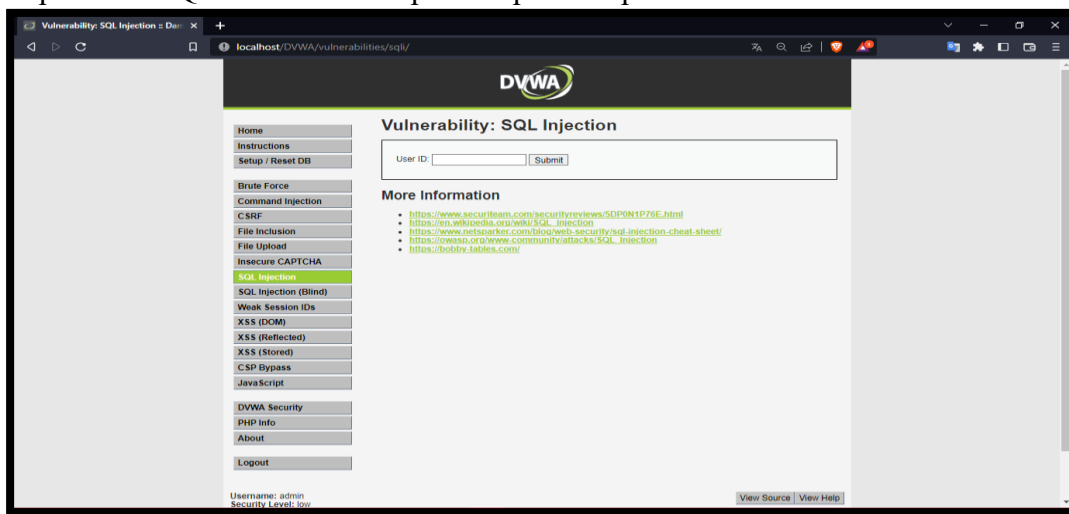 Vulnerability: SQL Injection :: Dam
localhost/DVWA/vulnerabilities/sqli/
DVWA
Home
Instructions
Setup / Reset DB
Brute Force
Command Injection
CSRF
File Inclusion
File Upload
Insecure CAPTCHA
SQL Injection
SQL Injection (Blind)
Weak Session IDs
XSS (DOM)
XSS (Reflected)
XSS (Stored)
CSP Bypass
JavaScript
DVWA Security
PHP Info
About
Logout
Vulnerability: SQL Injection
User ID: Submit
More Information
https://www.securiteam.com/securityreviews/5DP0N1P76E.html
https://en.wikipedia.org/wiki/SQL_injection
https://www.netsparker.com/blog/web-security/sql-injection-cheat-sheet/
https://owasp.org/www-community/attacks/SQL_Injection
https://bobby-tables.com/
Username: admin
Security Level: low
View Source View Help